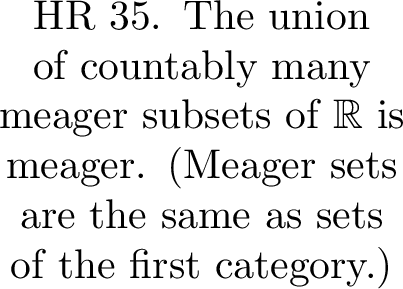 HR 35. The union
of countably many
meager subsets of ℝ is
meager. (Meager sets
are the same as sets
of the first category.)